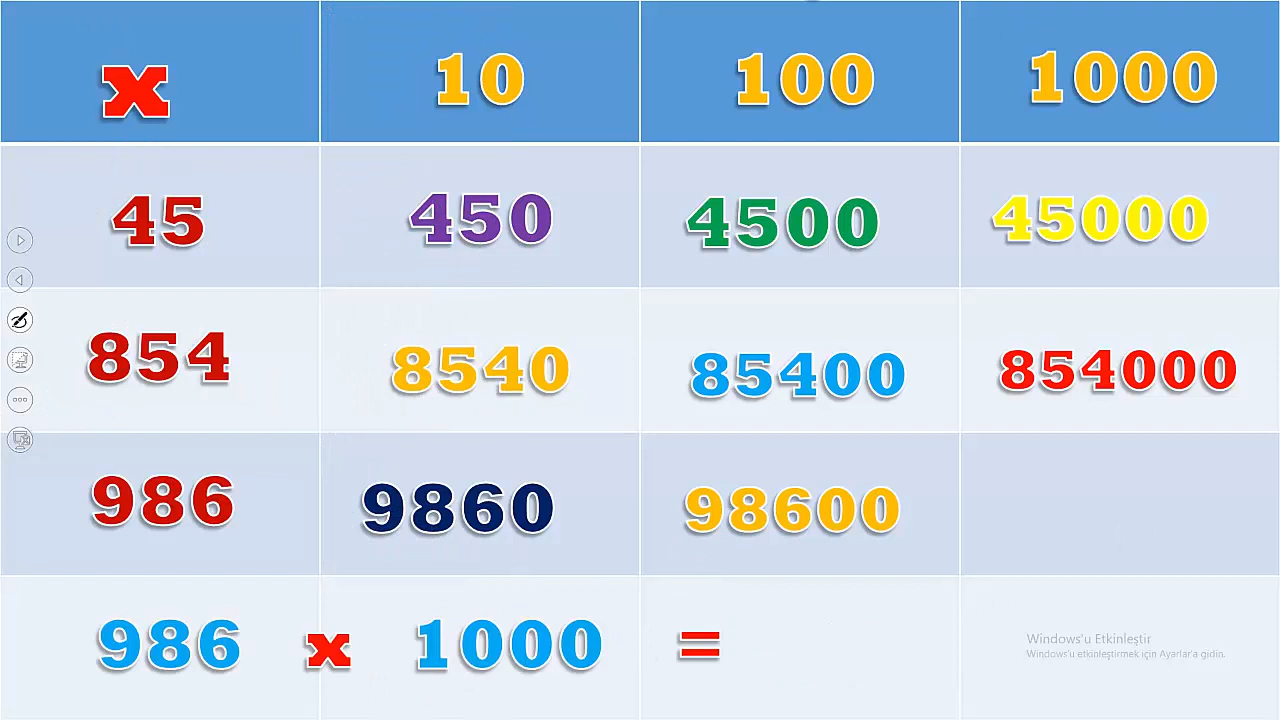 x 10 100 1000
45 450 4500 45000
854 8540 85400 854000
986 9860 98600
986 x 1000 =
Windows'u Etkinleştir
Windows'u etkinleştirmek için Ayarlar'a gidin.